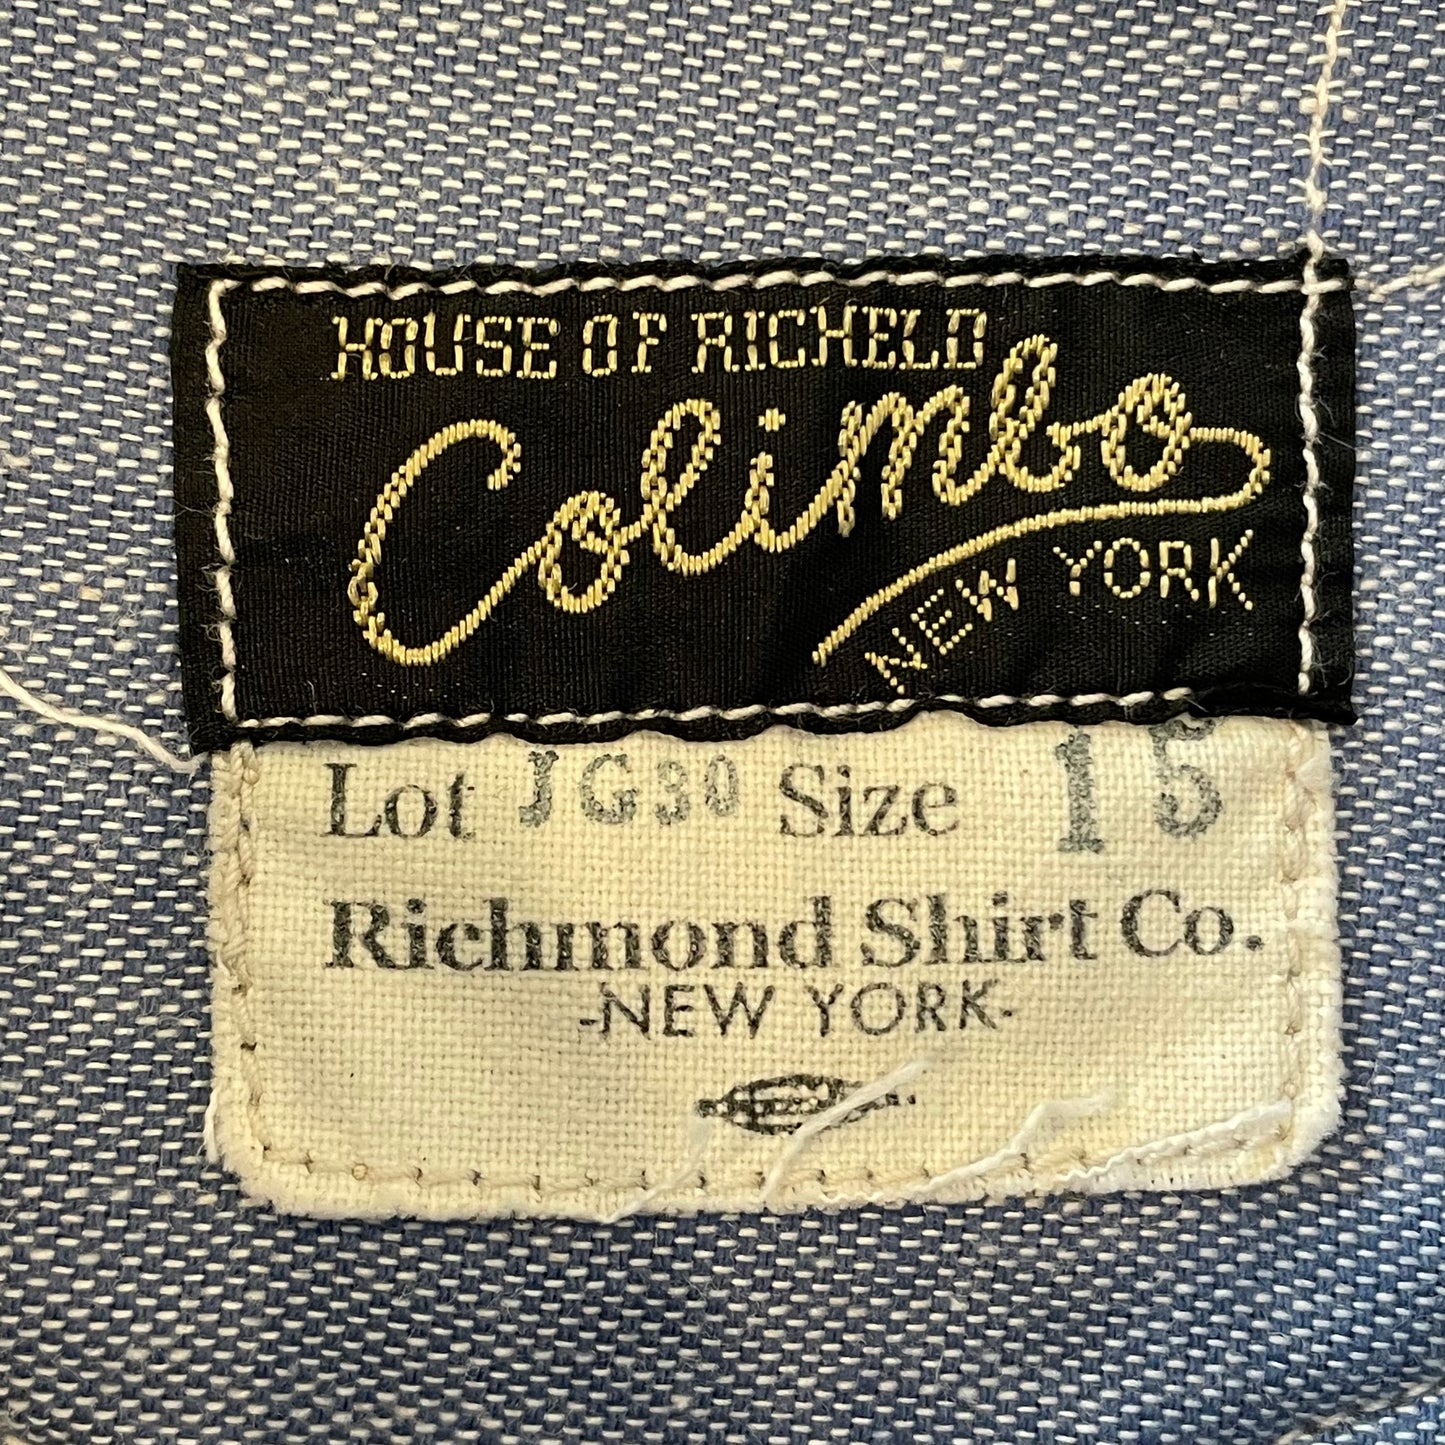 HOUSE OF RICHELD
Colimbo
NEW YORK
Lot JG30 Size 15
Richmond Shirt Co.
-NEW YORK-